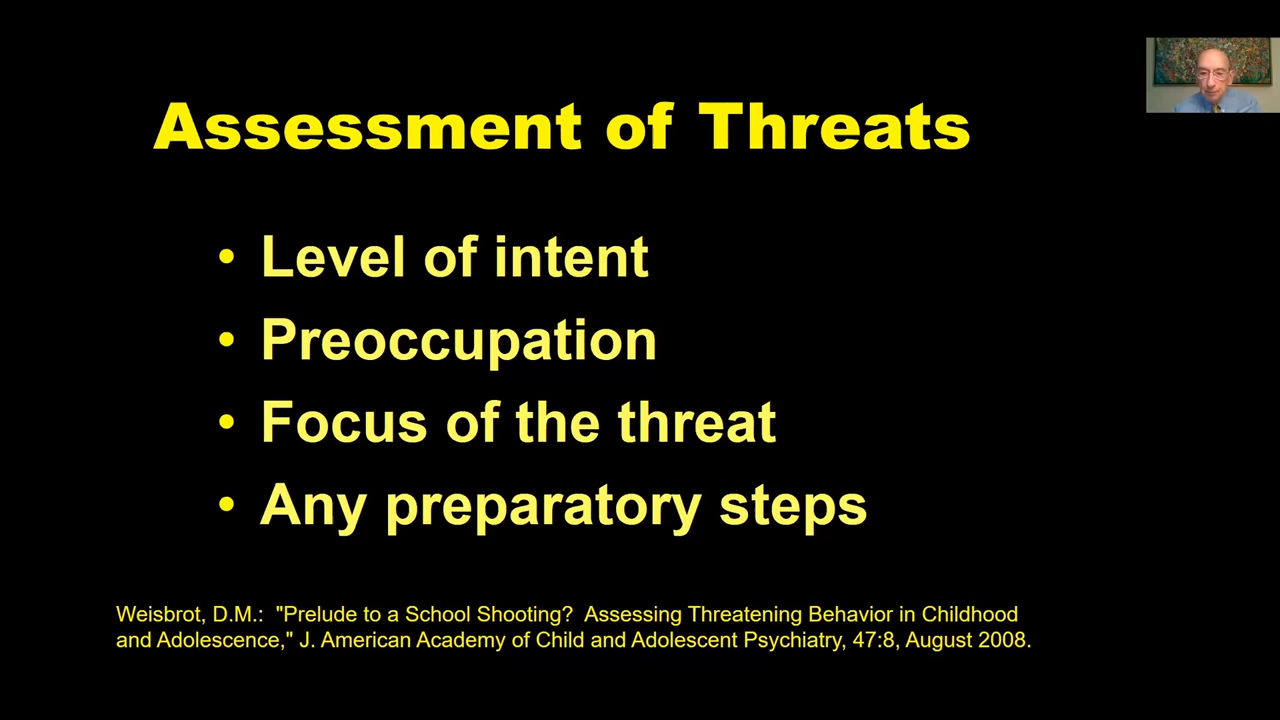 Assessment of Threats
• Level of intent
• Preoccupation
• Focus of the threat
• Any preparatory steps
Weisbrot, D.M.:  "Prelude to a School Shooting?  Assessing Threatening Behavior in Childhood
and Adolescence," J. American Academy of Child and Adolescent Psychiatry, 47:8, August 2008.